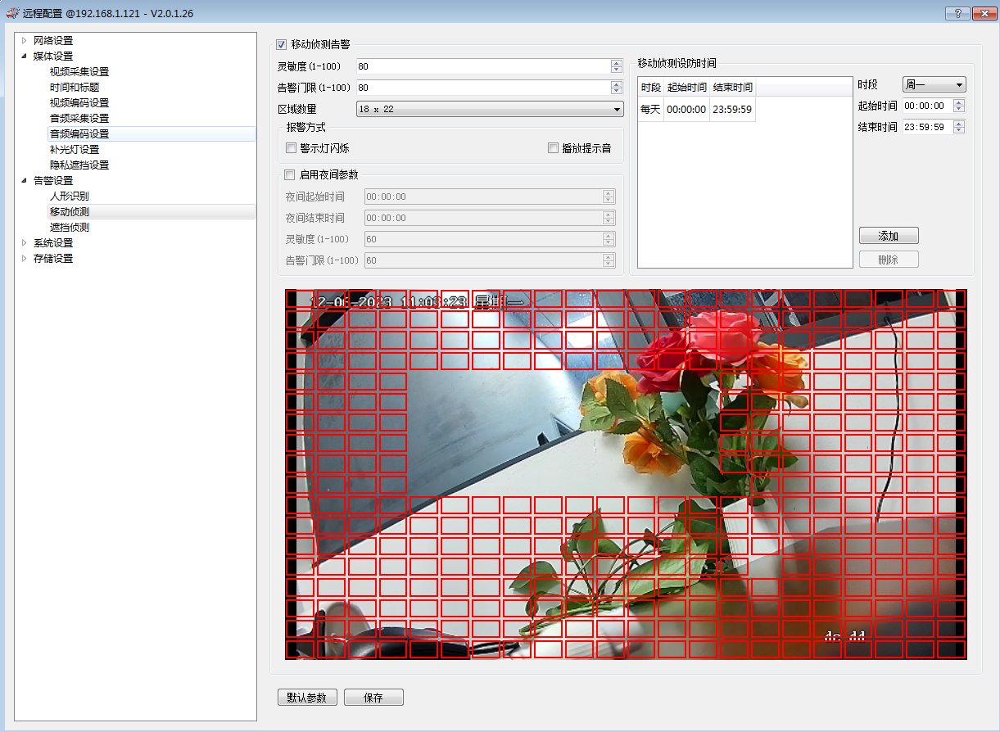 远程配置 @192.168.1.121 - V2.0.1.26
网络设置
媒体设置
视频采集设置
时间和标题
视频编码设置
音频采集设置
音频编码设置
补光灯设置
隐私遮挡设置
告警设置
人形识别
移动侦测
遮挡侦测
系统设置
存储设置
移动侦测告警
灵敏度(1-100) 80
告警门限(1-100) 80
区域数量 18 x 22
报警方式
警示灯闪烁 播放提示音
启用夜间参数
夜间起始时间 00:00:00
夜间结束时间 00:00:00
灵敏度(1-100) 60
告警门限(1-100) 60
移动侦测设防时间
时段 起始时间 结束时间
每天 00:00:00 23:59:59
时段 周一
起始时间 00:00:00
结束时间 23:59:59
添加
删除
星期一
dc dd
默认参数 保存